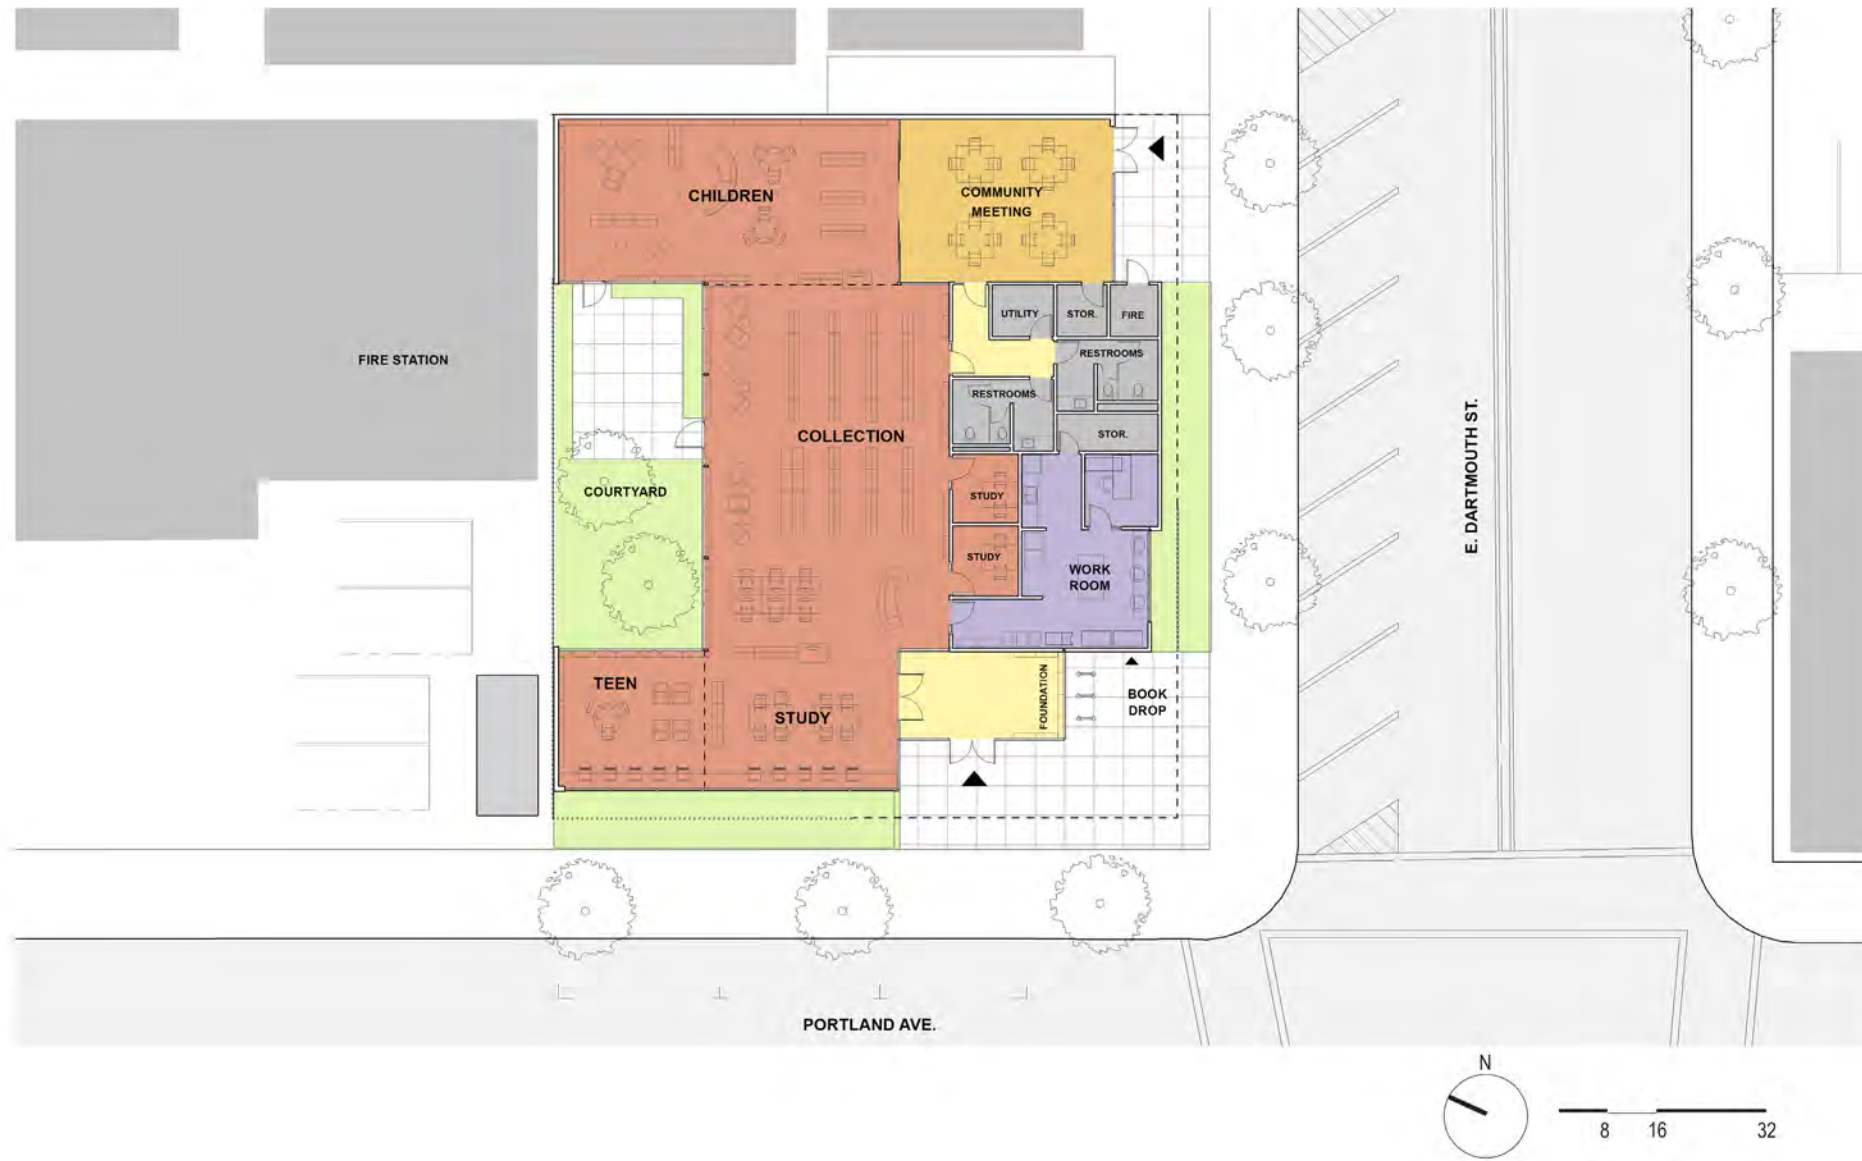 CHILDREN
COMMUNITY
MEETING
UTILITY
STOR.
FIRE
FIRE STATION
RESTROOMS
RESTROOMS
COLLECTION
STOR.
COURTYARD
STUDY
STUDY
WORK
ROOM
E. DARTMOUTH ST.
TEEN
STUDY
FOUNDATION
BOOK
DROP
PORTLAND AVE.
N
8 16 32